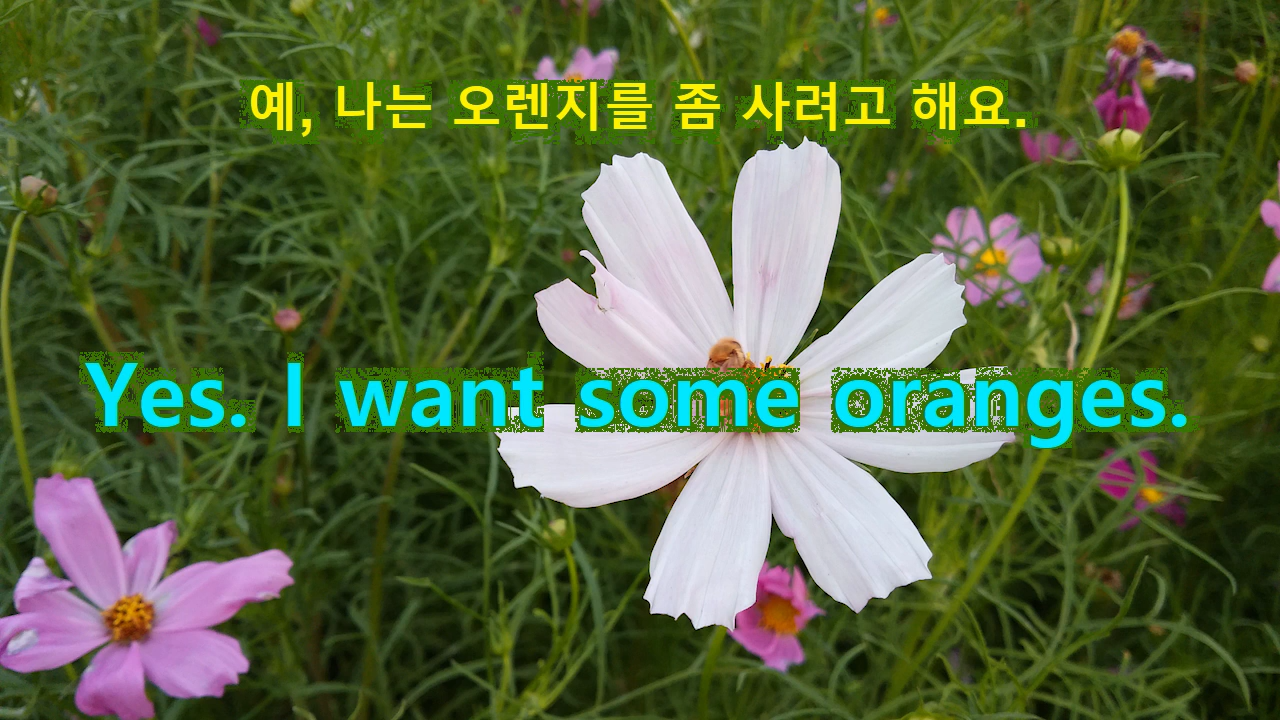 예, 나는 오렌지를 좀 사려고 해요.
Yes. I want some oranges.